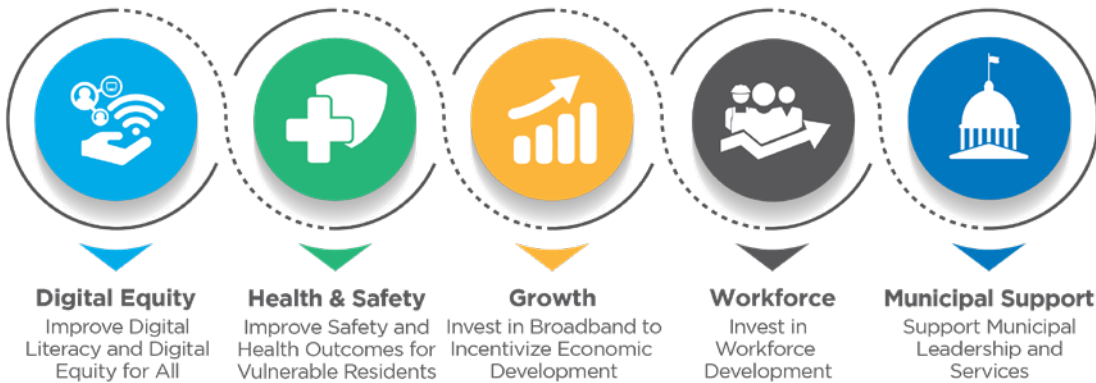 Digital Equity
Improve Digital
Literacy and Digital
Equity for All
Health & Safety
Improve Safety and
Health Outcomes for
Vulnerable Residents
Growth
Invest in Broadband to
Incentivize Economic
Development
Workforce
Invest in
Workforce
Development
Municipal Support
Support Municipal
Leadership and
Services